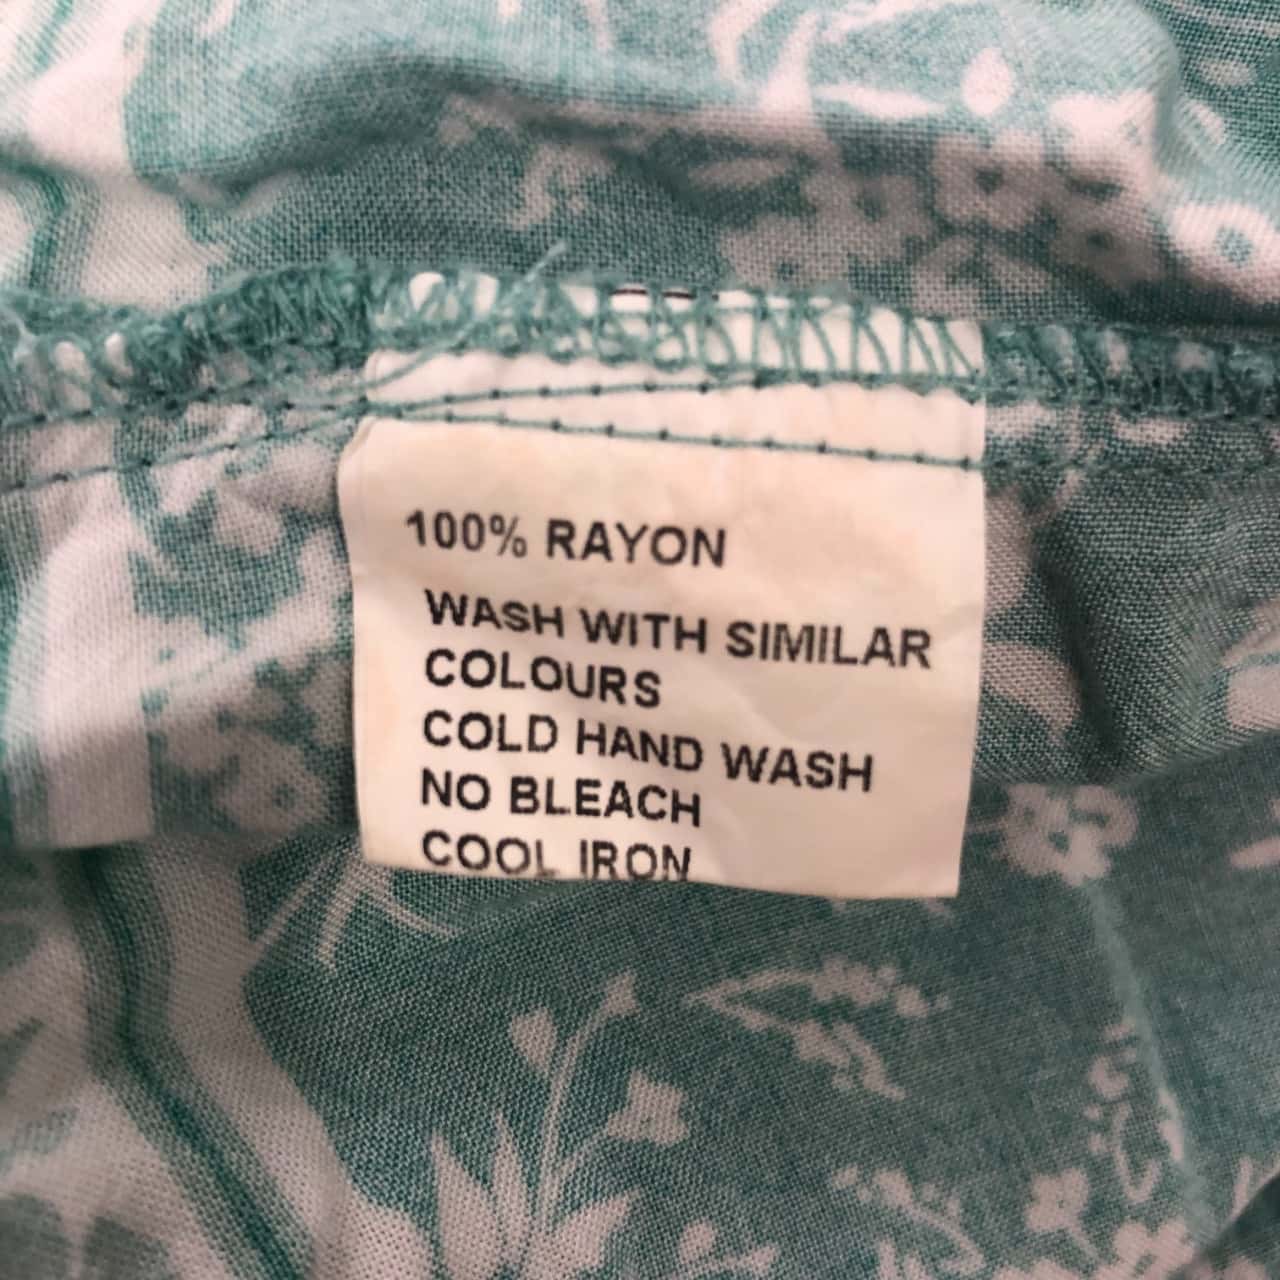 100% RAYON
WASH WITH SIMILAR
COLOURS
COLD HAND WASH
NO BLEACH
COOL IRON